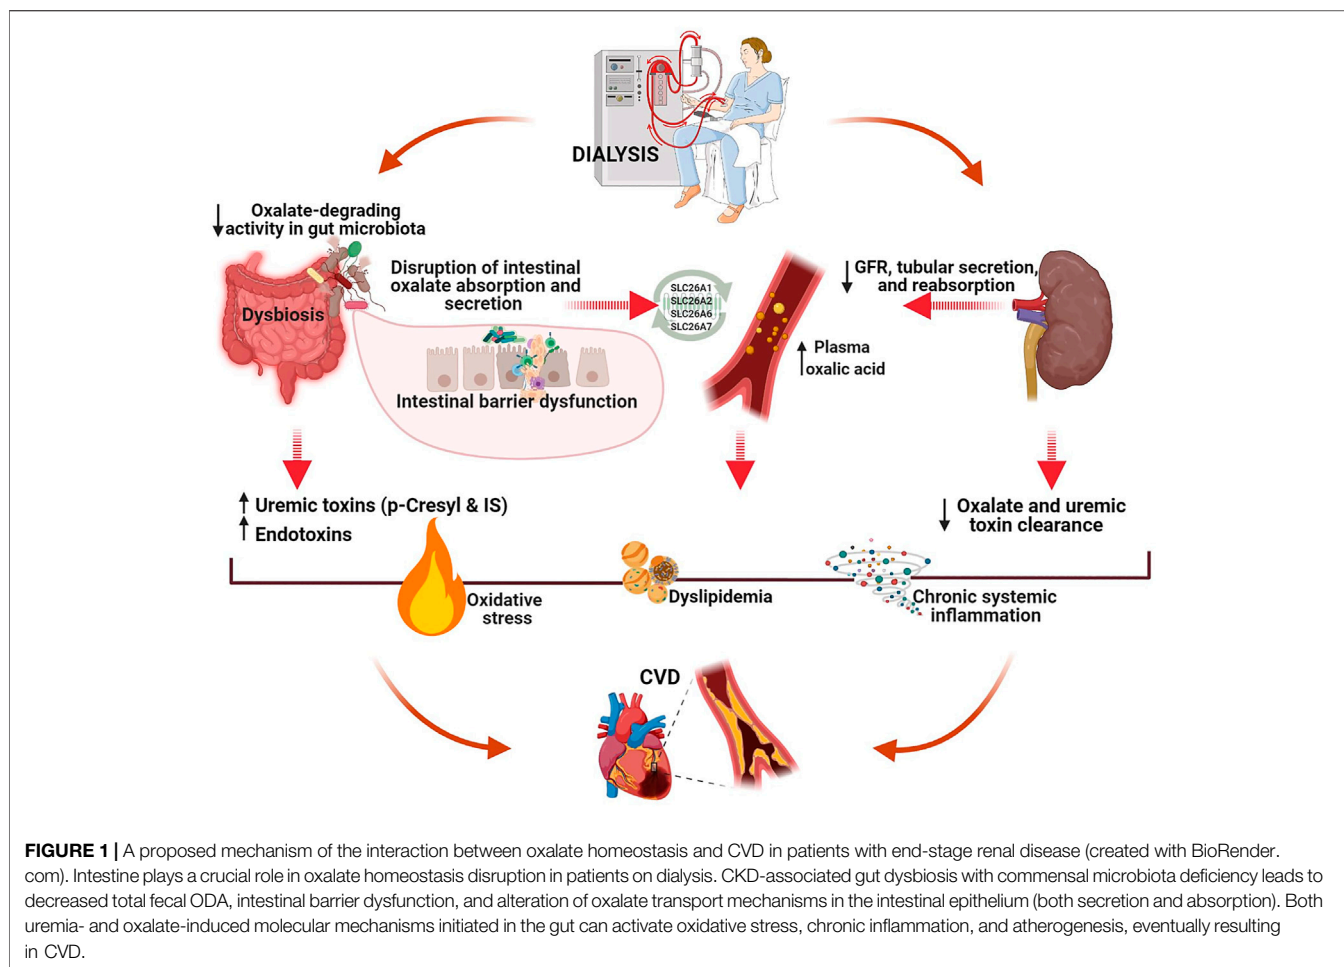 DIALYSIS
Oxalate-degrading
activity in gut microbiota
Dysbiosis
Disruption of intestinal
oxalate absorption and
secretion
SLC26A1
SLC26A2
SLC26A6
SLC26A7
GFR, tubular secretion,
and reabsorption
Plasma
oxalic acid
Intestinal barrier dysfunction
Uremic toxins (p-Cresyl & IS)
Endotoxins
Oxalate and uremic
toxin clearance
Oxidative
stress
Dyslipidemia
Chronic systemic
inflammation
CVD
FIGURE 1 | A proposed mechanism of the interaction between oxalate homeostasis and CVD in patients with end-stage renal disease (created with BioRender.
com). Intestine plays a crucial role in oxalate homeostasis disruption in patients on dialysis. CKD-associated gut dysbiosis with commensal microbiota deficiency leads to
decreased total fecal ODA, intestinal barrier dysfunction, and alteration of oxalate transport mechanisms in the intestinal epithelium (both secretion and absorption). Both
uremia- and oxalate-induced molecular mechanisms initiated in the gut can activate oxidative stress, chronic inflammation, and atherogenesis, eventually resulting
in CVD.